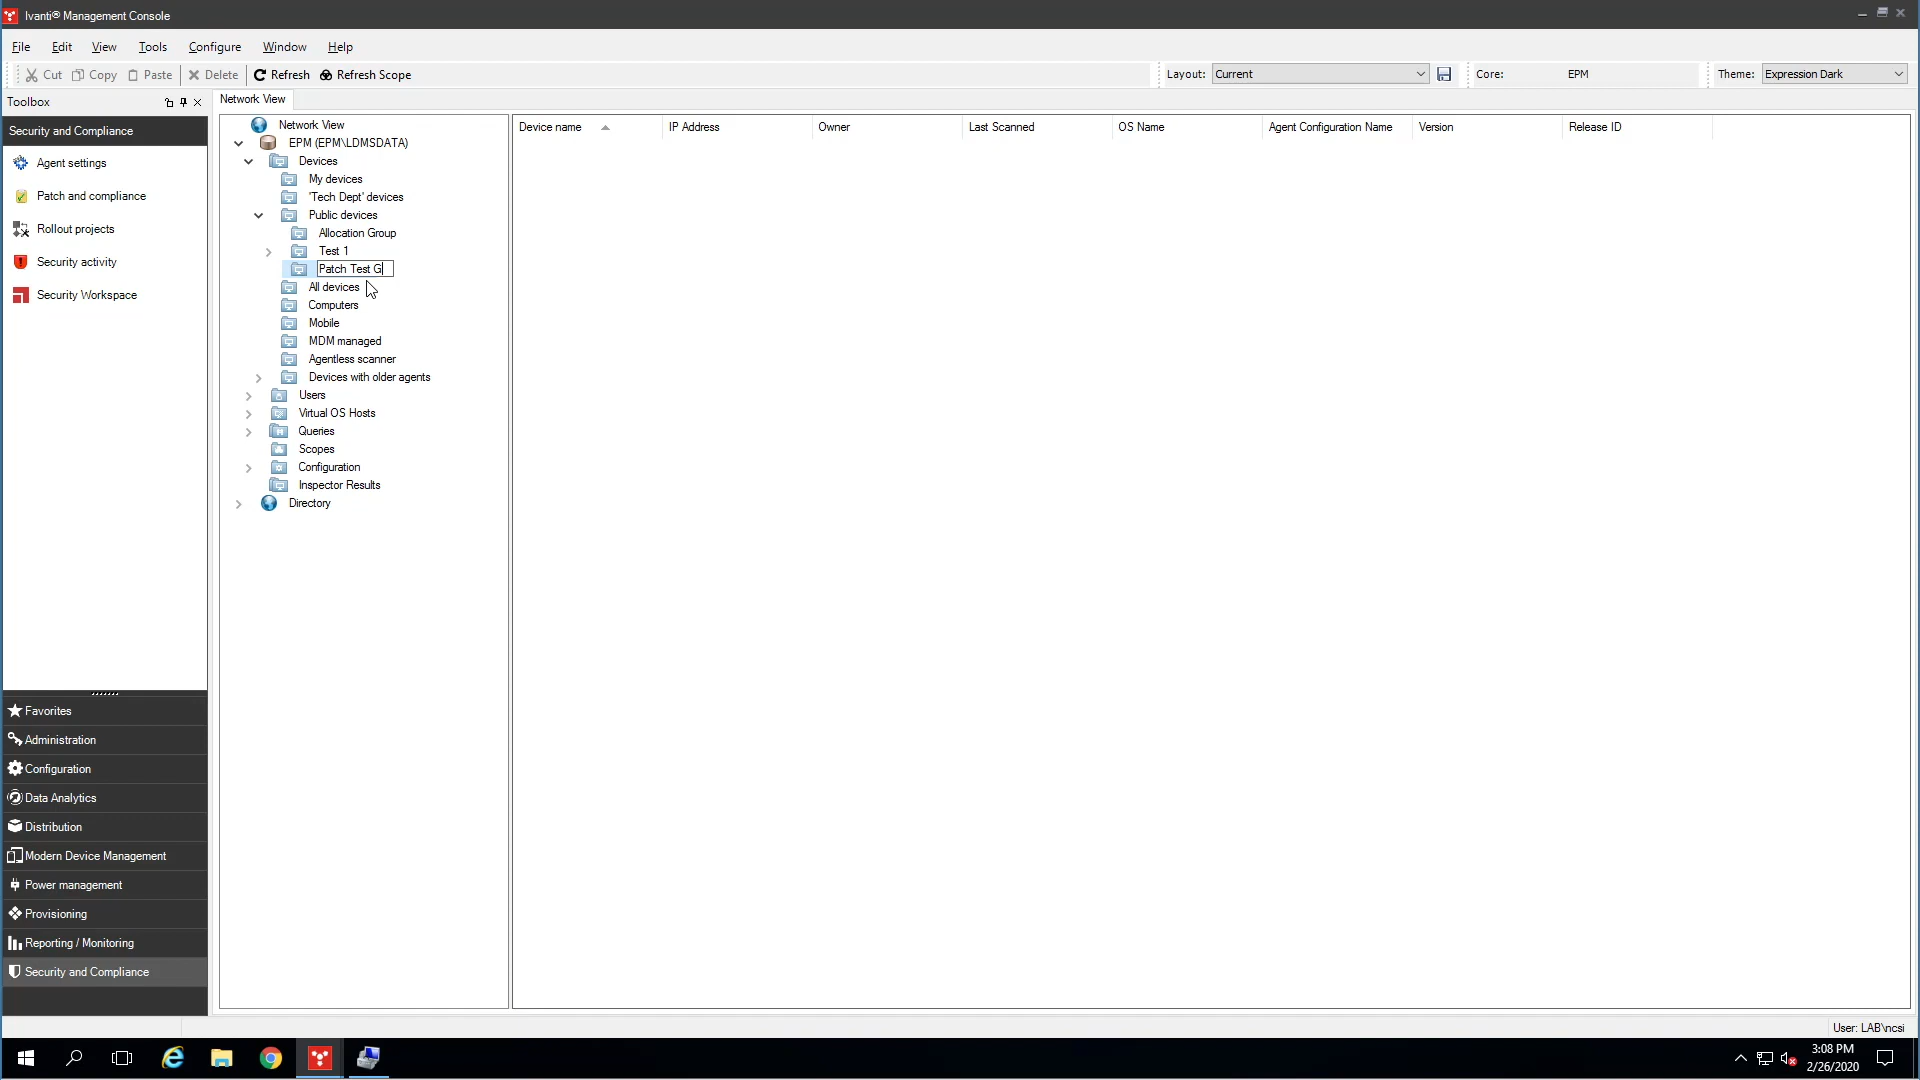 Ivanti® Management Console
File Edit View Tools Configure Window Help
Cut Copy Paste Delete Refresh Refresh Scope Layout: Current Core: EPM Theme: Expression Dark
Toolbox
Network View
Security and Compliance
Agent settings
Patch and compliance
Rollout projects
Security activity
Security Workspace
Favorites
Administration
Configuration
Data Analytics
Distribution
Modern Device Management
Power management
Provisioning
Reporting / Monitoring
Security and Compliance
Network View
EPM (EPM\LDMSDATA)
Devices
My devices
'Tech Dept' devices
Public devices
Allocation Group
Test 1
Patch Test G
All devices
Computers
Mobile
MDM managed
Agentless scanner
Devices with older agents
Users
Virtual OS Hosts
Queries
Scopes
Configuration
Inspector Results
Directory
Device name IP Address Owner Last Scanned OS Name Agent Configuration Name Version Release ID
User: LAB\ncsi
3:08 PM
2/26/2020